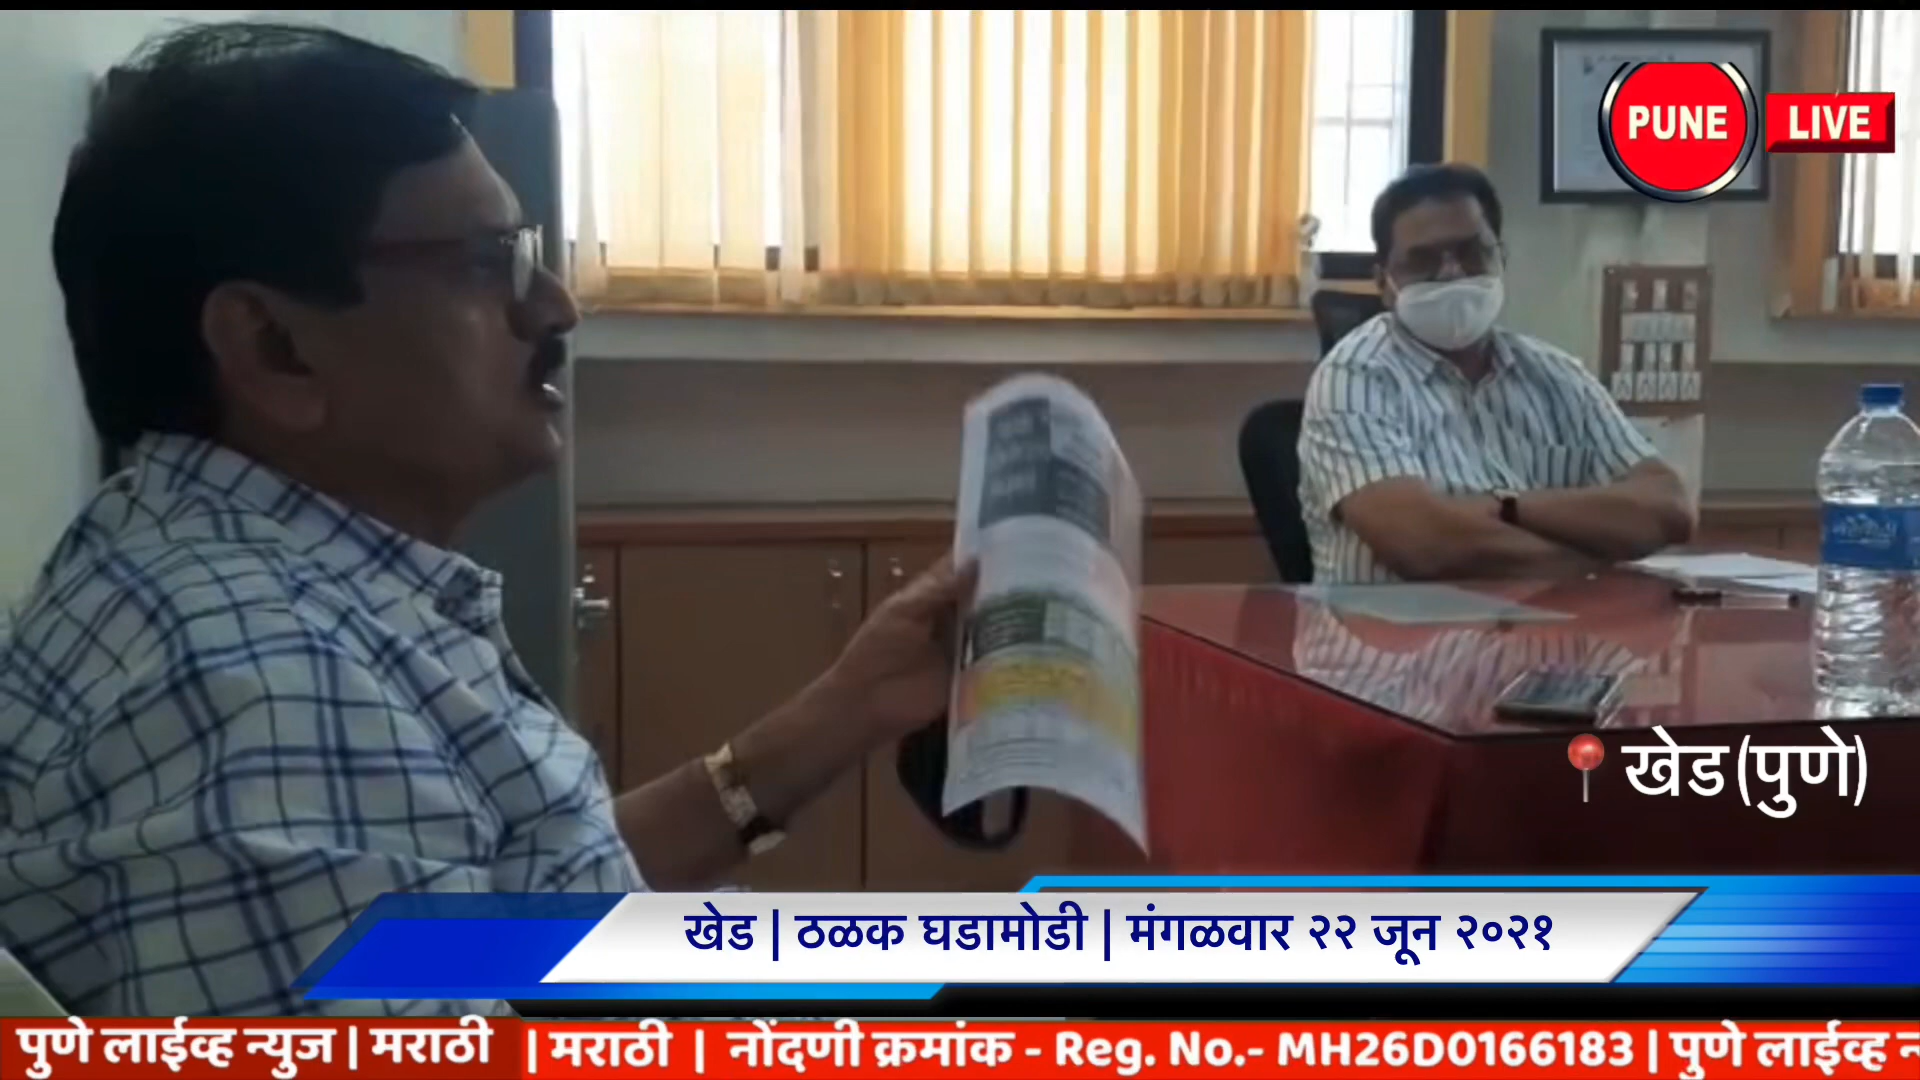 PUNE LIVE
खेड (पुणे)
खेड | ठळक घडामोडी | मंगळवार २२ जून २०२१
पुणे लाईव्ह न्युज | मराठी | मराठी | नोंदणी क्रमांक - Reg. No.- MH26D0166183 | पुणे लाईव्ह